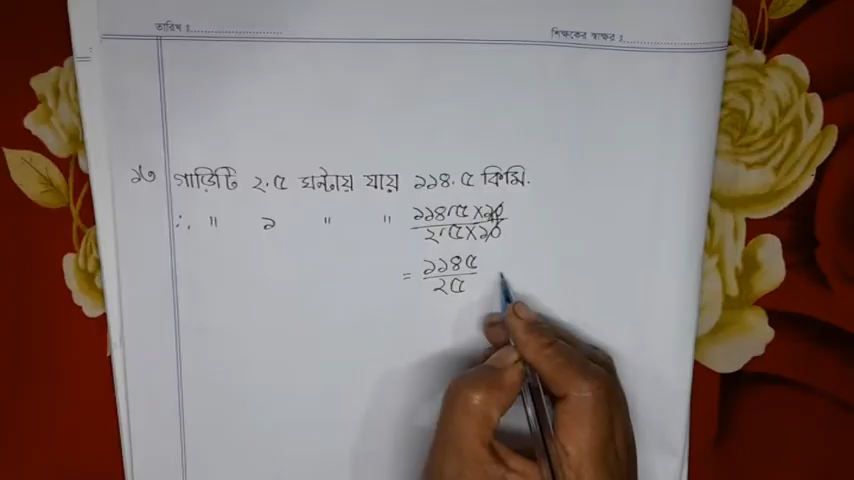 তারিখ ঃ
শিক্ষকের স্বাক্ষর ঃ
১৩ গাড়িটি ২.৫ ঘন্টায় যায় ১১৪.৫ কিমি.
∴ " ১ " " ১১৪.৫×১০
২.৫×১০
= ১১৪৫
২৫